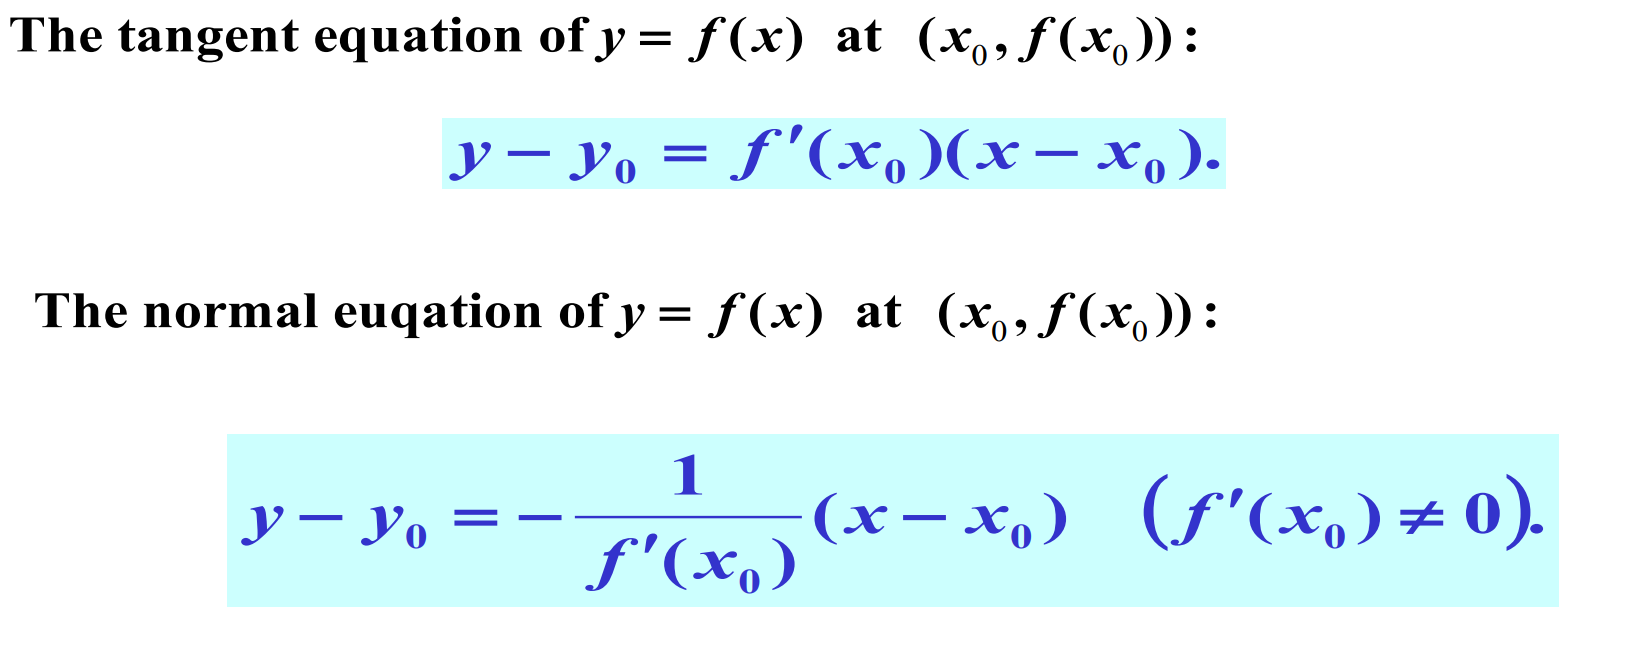 The tangent equation of y = f(x) at (x₀, f(x₀)):
y − y₀ = f′(x₀)(x − x₀).
The normal euqation of y = f(x) at (x₀, f(x₀)):
y − y₀ = −1/f′(x₀) (x − x₀) (f′(x₀) ≠ 0).